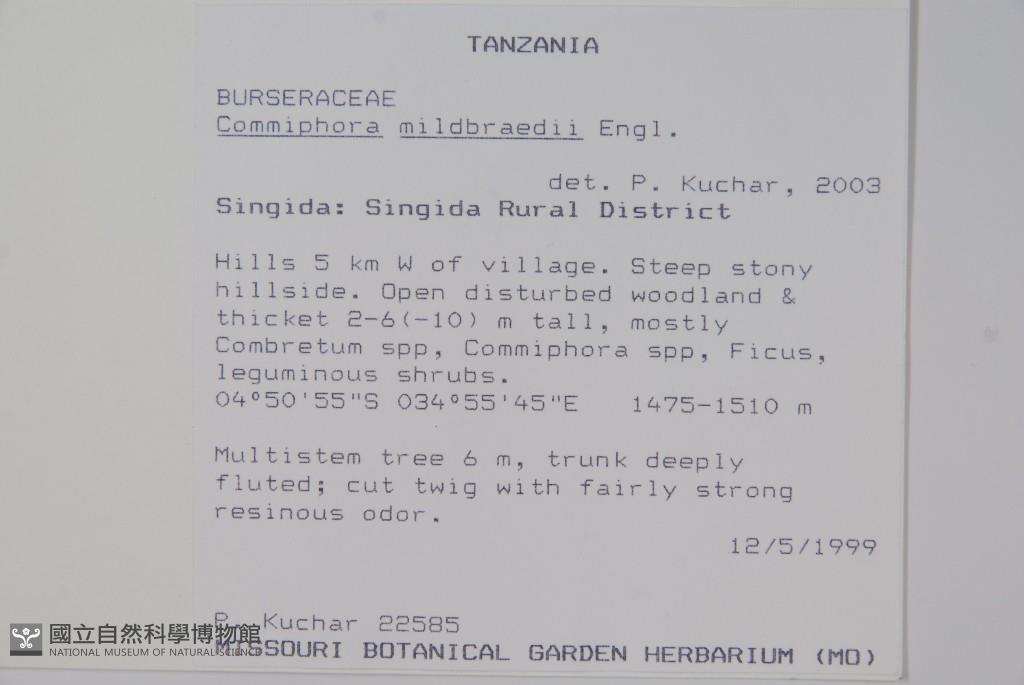 TANZANIA
BURSERACEAE
Commiphora mildbraedii Engl.
det. P. Kuchar, 2003
Singida: Singida Rural District
Hills 5 km W of village. Steep stony
hillside. Open disturbed woodland &
thicket 2-6(-10) m tall, mostly
Combretum spp, Commiphora spp, Ficus,
leguminous shrubs.
04°50'55"S 034°55'45"E 1475-1510 m
Multistem tree 6 m, trunk deeply
fluted; cut twig with fairly strong
resinous odor.
12/5/1999
P. Kuchar 22585
MISSOURI BOTANICAL GARDEN HERBARIUM (MO)
國立自然科學博物館
NATIONAL MUSEUM OF NATURAL SCIENCE